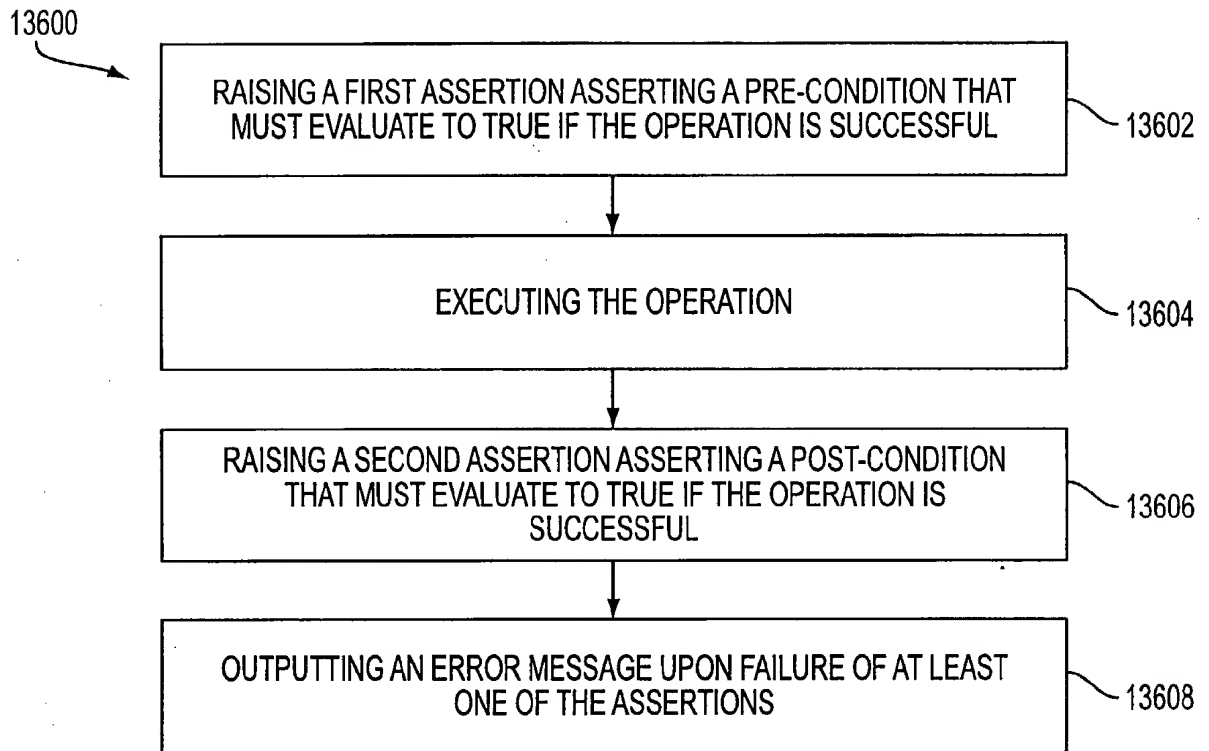 13600
RAISING A FIRST ASSERTION ASSERTING A PRE-CONDITION THAT
MUST EVALUATE TO TRUE IF THE OPERATION IS SUCCESSFUL
13602
EXECUTING THE OPERATION
13604
RAISING A SECOND ASSERTION ASSERTING A POST-CONDITION
THAT MUST EVALUATE TO TRUE IF THE OPERATION IS
SUCCESSFUL
13606
OUTPUTTING AN ERROR MESSAGE UPON FAILURE OF AT LEAST
ONE OF THE ASSERTIONS
13608